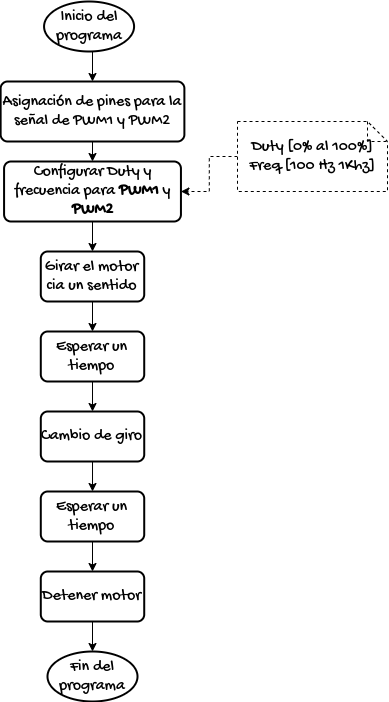 Inicio del
programa
Asignación de pines para la
señal de PWM1 y PWM2
Duty [0% al 100%]
Freq [100 Hz 1Khz]
Configurar Duty y
frecuencia para PWM1 y
PWM2
Girar el motor
cia un sentido
Esperar un
tiempo
Cambio de giro
Esperar un
tiempo
Detener motor
Fin del
programa